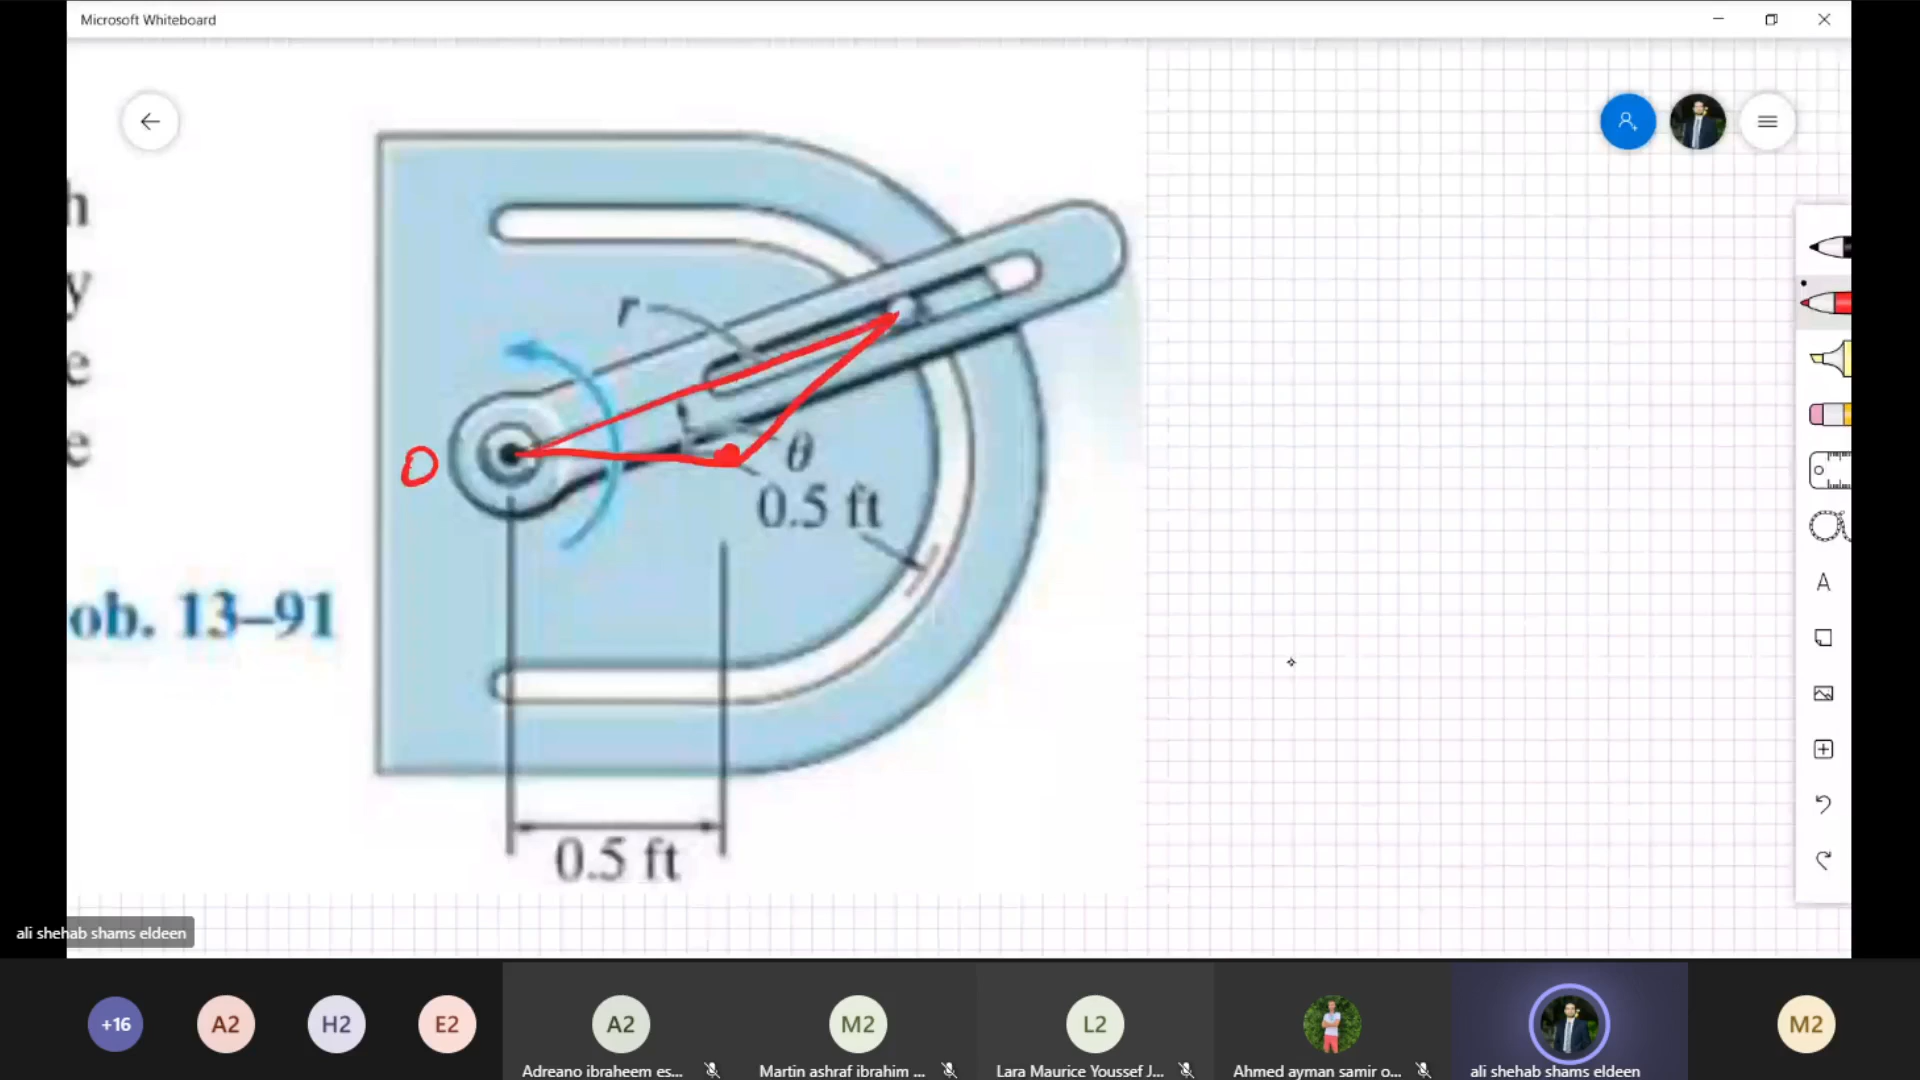 Microsoft Whiteboard
h
y
e
e
r
θ
O
0.5 ft
ob. 13–91
0.5 ft
A
ali shehab shams eldeen
+16
A2
H2
E2
A2
M2
L2
M2
Adreano ibraheem es...
Martin ashraf ibrahim ...
Lara Maurice Youssef J...
Ahmed ayman samir o...
ali shehab shams eldeen